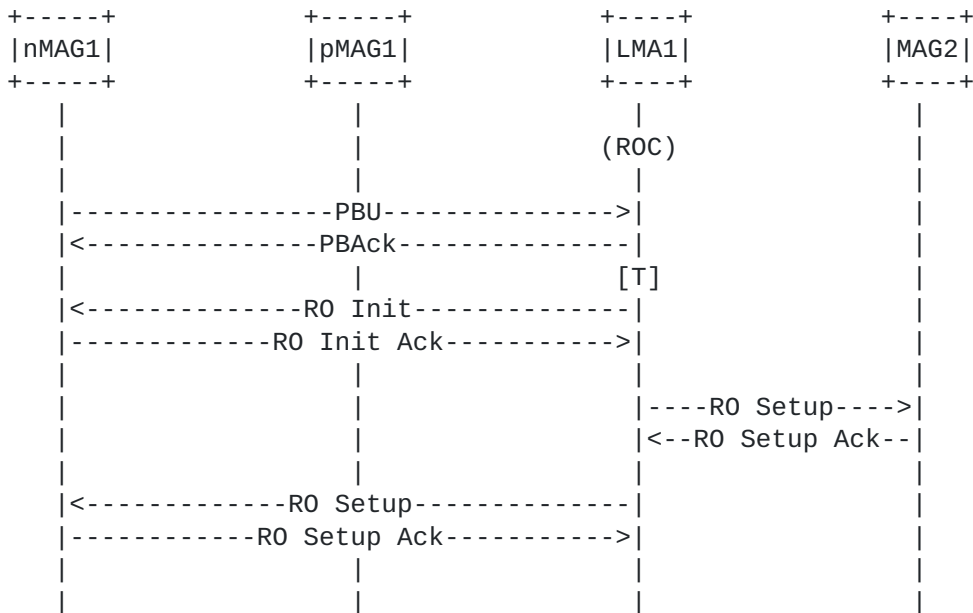 nMAG1 pMAG1 LMA1 MAG2
(ROC)
PBU
PBAck
[T]
RO Init
RO Init Ack
RO Setup
RO Setup Ack
RO Setup
RO Setup Ack